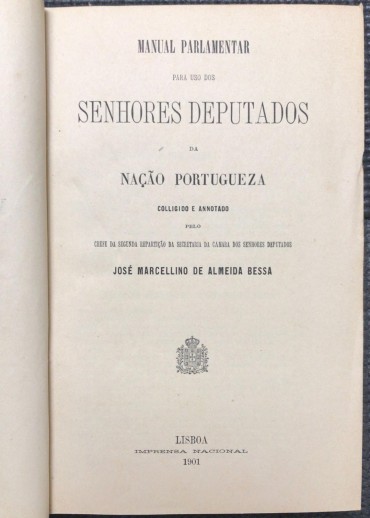 MANUAL PARLAMENTAR
PARA USO DOS
SENHORES DEPUTADOS
DA
NAÇÃO PORTUGUEZA
COLLIGIDO E ANNOTADO
PELO
CHEFE DA SEGUNDA REPARTIÇÃO DA SECRETARIA DA CAMARA DOS SENHORES DEPUTADOS
JOSÉ MARCELLINO DE ALMEIDA BESSA
LISBOA
IMPRENSA NACIONAL
1901